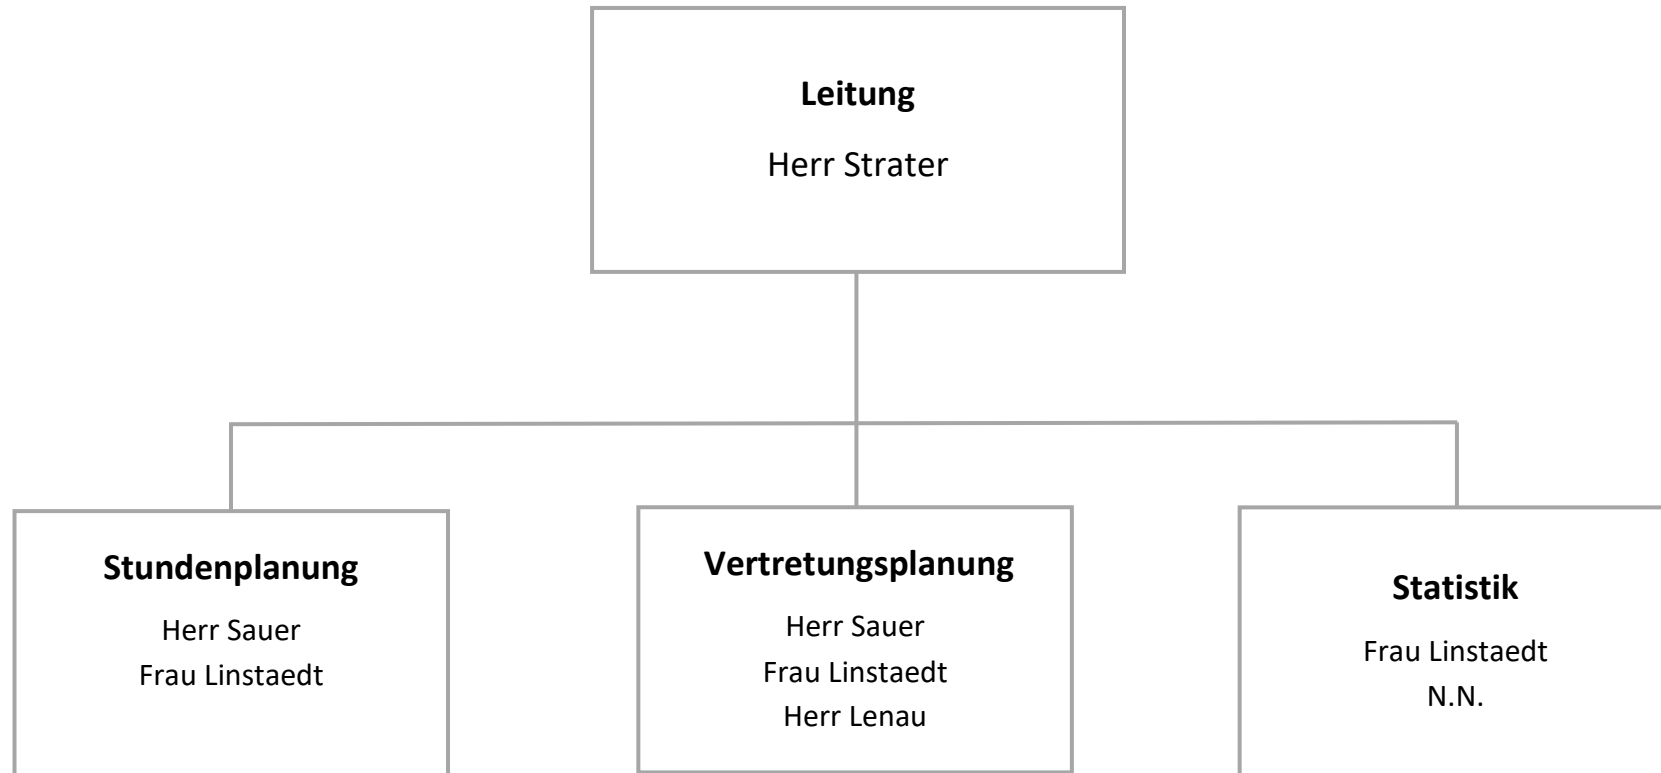 Leitung
Herr Strater
Stundenplanung
Herr Sauer
Frau Linstaedt
Vertretungsplanung
Herr Sauer
Frau Linstaedt
Herr Lenau
Statistik
Frau Linstaedt
N.N.